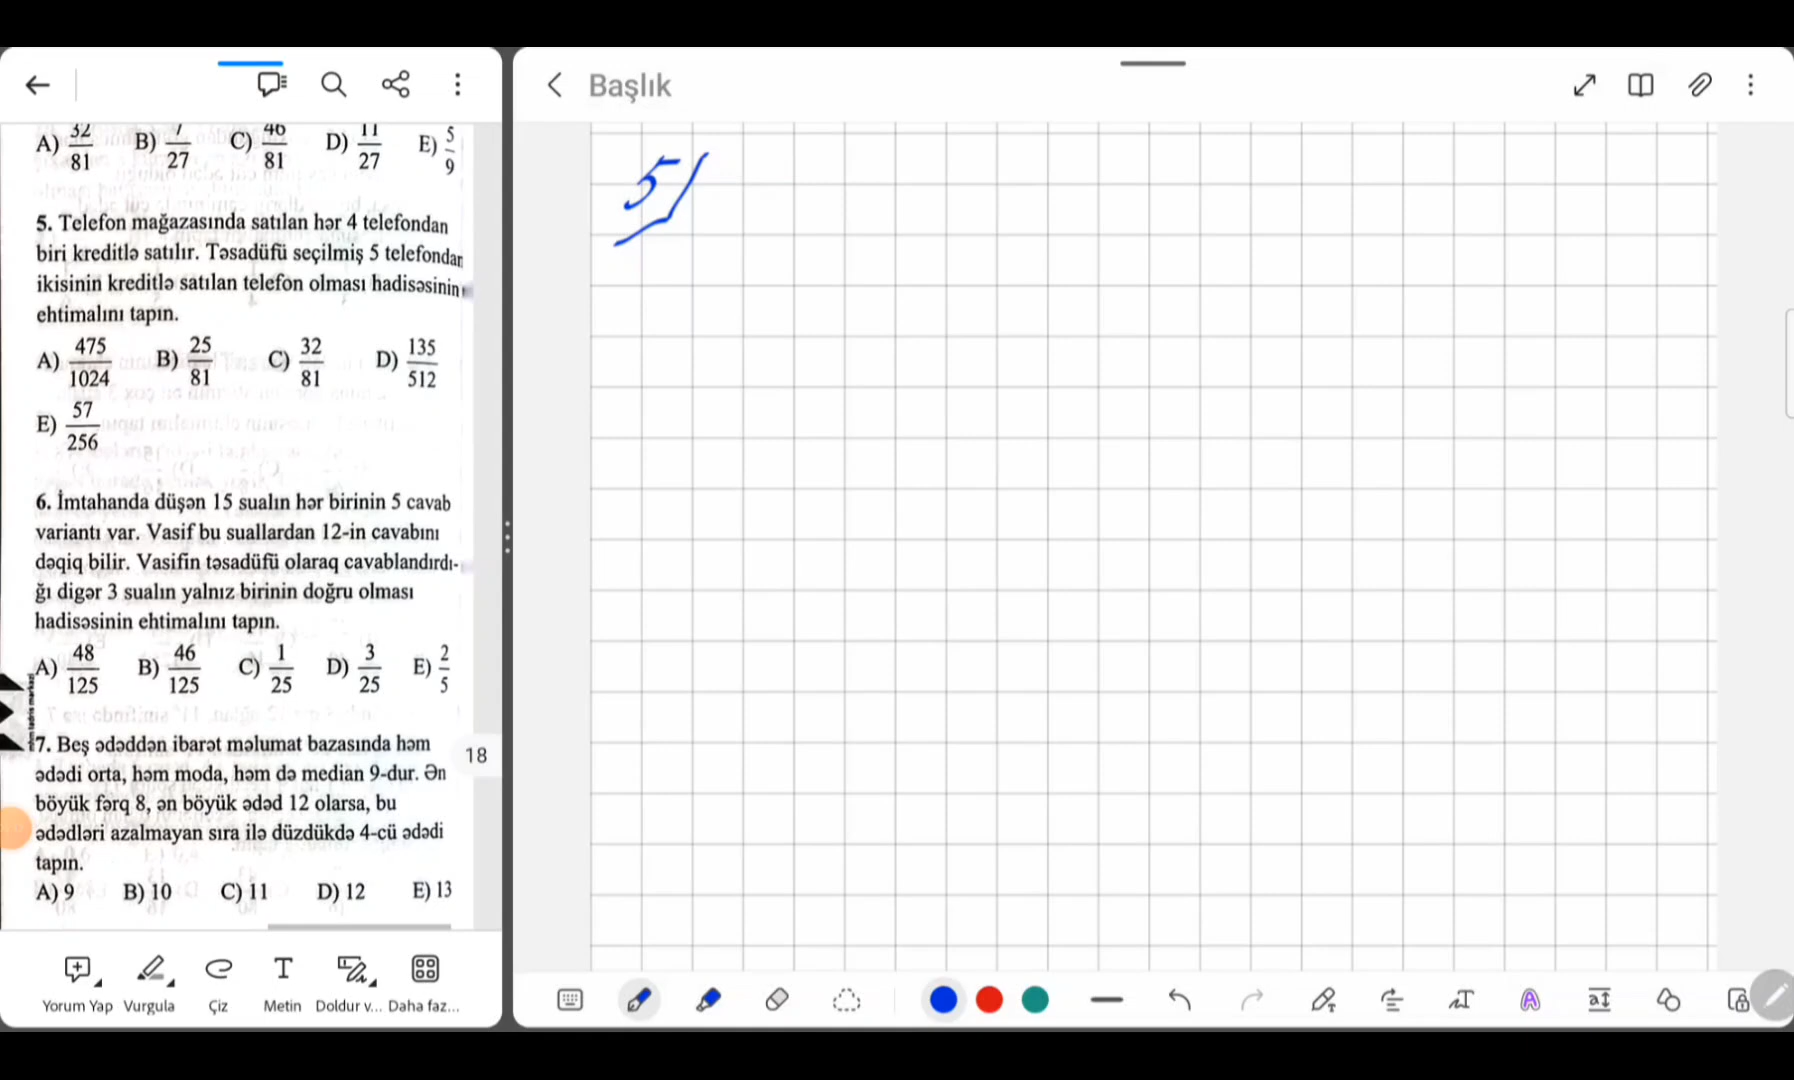 Başlık
A) 32/81 B) 7/27 C) 46/81 D) 11/27 E) 5/9
5. Telefon mağazasında satılan hər 4 telefondan
biri kreditlə satılır. Təsadüfü seçilmiş 5 telefondan
ikisinin kreditlə satılan telefon olması hadisəsinin
ehtimalını tapın.
A) 475/1024 B) 25/81 C) 32/81 D) 135/512
E) 57/256
6. İmtahanda düşən 15 sualın hər birinin 5 cavab
variantı var. Vasif bu suallardan 12-in cavabını
dəqiq bilir. Vasifin təsadüfü olaraq cavablandırdı-
ğı digər 3 sualın yalnız birinin doğru olması
hadisəsinin ehtimalını tapın.
A) 48/125 B) 46/125 C) 1/25 D) 3/25 E) 2/5
7. Beş ədəddən ibarət məlumat bazasında həm
ədədi orta, həm moda, həm də median 9-dur. Ən
böyük fərq 8, ən böyük ədəd 12 olarsa, bu
ədədləri azalmayan sıra ilə düzdükdə 4-cü ədədi
tapın.
A) 9 B) 10 C) 11 D) 12 E) 13
18
Yorum Yap Vurgula Çiz Metin Doldur v... Daha faz...
5/